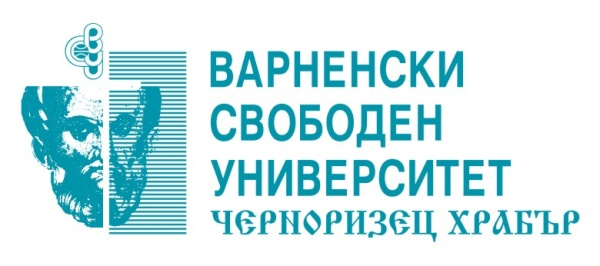 ВАРНЕНСКИ
СВОБОДЕН
УНИВЕРСИТЕТ
ЧЕРНОРИЗЕЦ ХРАБЪР